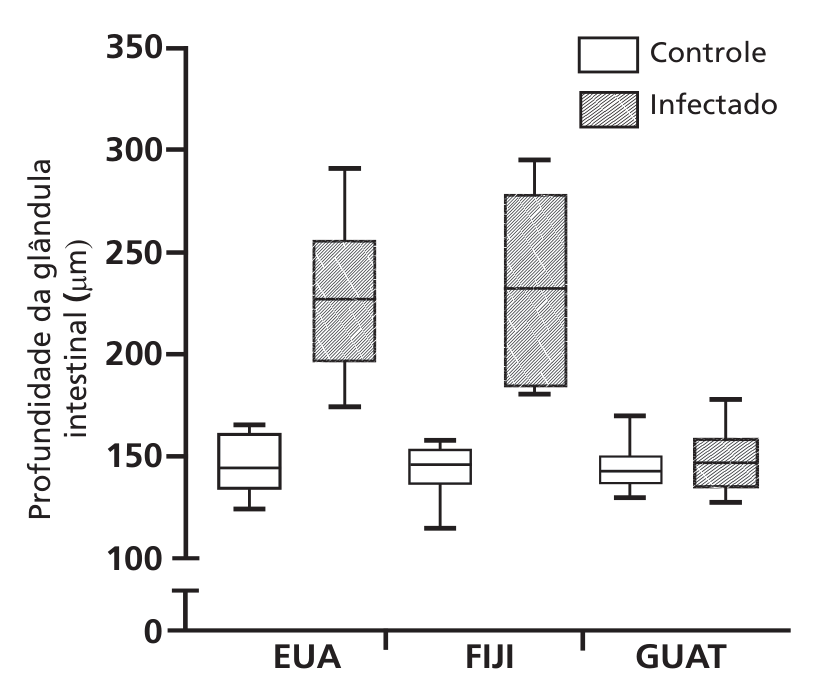 350
300
250
200
150
100
0
Profundidade da glândula
intestinal (μm)
Controle
Infectado
EUA FIJI GUAT